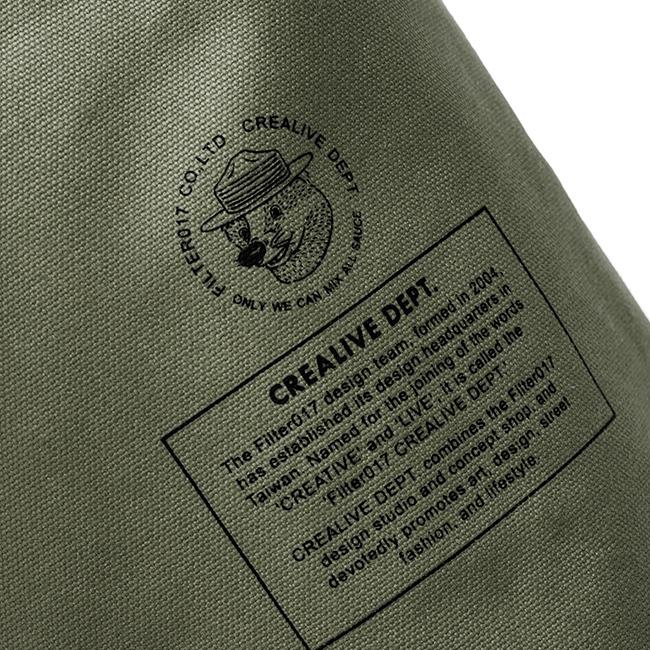 FILTER017 CO.,LTD
CREALIVE DEPT
ONLY WE CAN MIX ALL SAUCE
CREALIVE DEPT.
The Filter017 design team, formed in 2004,
has established its design headquarters in
Taiwan. Named for the joining of the words
'CREATIVE' and 'LIVE', it is called the
'Filter017 CREALIVE DEPT.'
CREALIVE DEPT. combines the Filter017
design studio and concept shop, and
devotedly promotes art, design, street
fashion, and lifestyle.